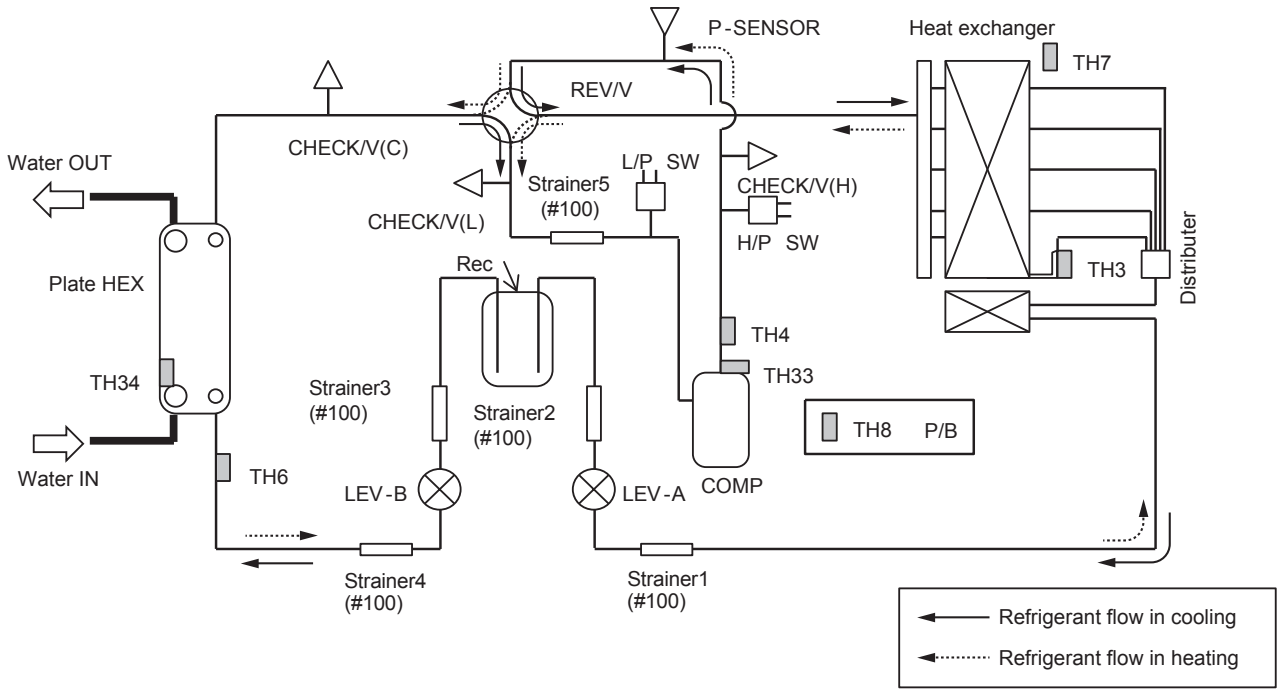 P-SENSOR
Heat exchanger
TH7
REV/V
CHECK/V(C)
Water OUT
L/P SW
Strainer5
(#100)
CHECK/V(H)
CHECK/V(L)
H/P SW
Rec
Plate HEX
TH3
Distributer
TH4
TH33
TH34
Strainer3
(#100)
Strainer2
(#100)
TH8 P/B
Water IN
TH6
LEV-B
LEV-A
COMP
Strainer4
(#100)
Strainer1
(#100)
Refrigerant flow in cooling
Refrigerant flow in heating